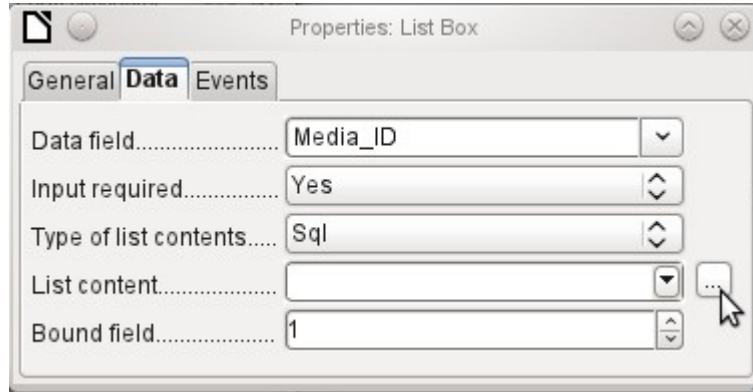 Properties: List Box
General Data Events
Data field........................ Media_ID
Input required................ Yes
Type of list contents..... Sql
List content.................... ...
Bound field.................... 1